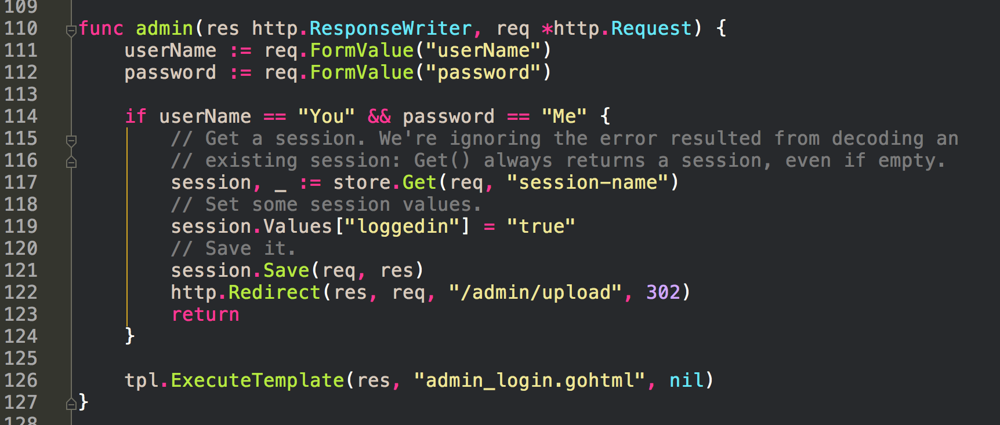 109
110 func admin(res http.ResponseWriter, req *http.Request) {
111     userName := req.FormValue("userName")
112     password := req.FormValue("password")
113
114     if userName == "You" && password == "Me" {
115         // Get a session. We're ignoring the error resulted from decoding an
116         // existing session: Get() always returns a session, even if empty.
117         session, _ := store.Get(req, "session-name")
118         // Set some session values.
119         session.Values["loggedin"] = "true"
120         // Save it.
121         session.Save(req, res)
122         http.Redirect(res, req, "/admin/upload", 302)
123         return
124     }
125
126     tpl.ExecuteTemplate(res, "admin_login.gohtml", nil)
127 }
128